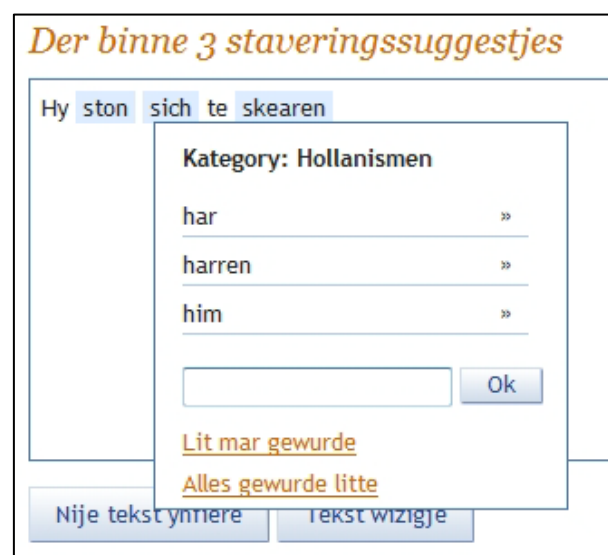 Der binne 3 staveringssuggestjes
Hy ston sich te skearen
Kategory: Hollanismen
har »
harren »
him »
Ok
Lit mar gewurde
Alles gewurde litte
Nije tekst ynfiere Tekst wizigje